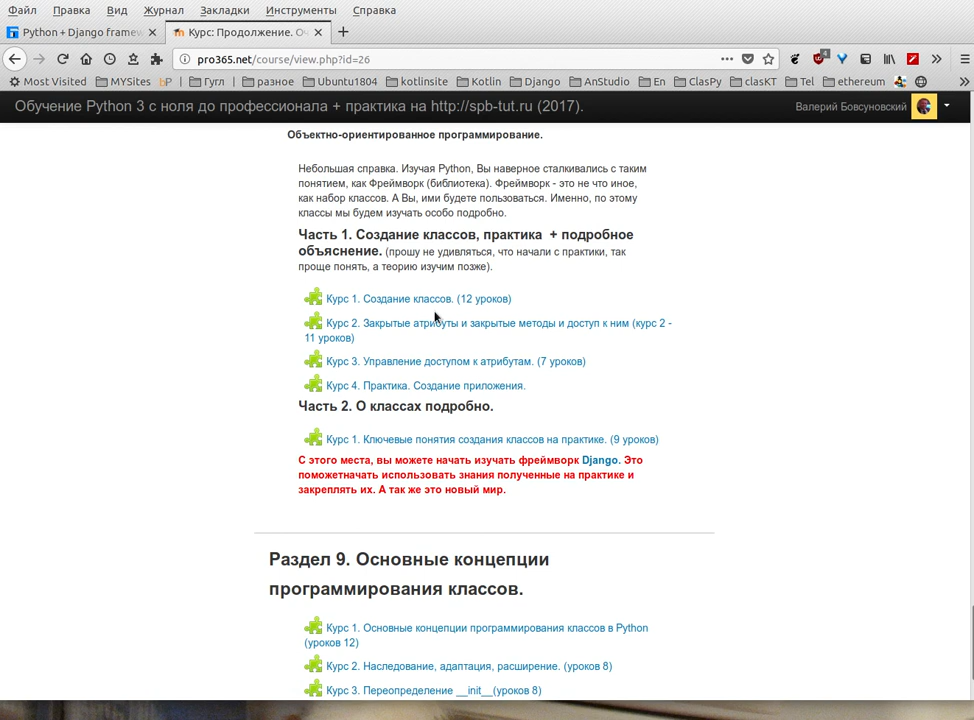 Файл Правка Вид Журнал Закладки Инструменты Справка
Python + Django framew × Курс: Продолжение. О × +
pro365.net/course/view.php?id=26
Most Visited MYSites Гугл разное Ubuntu1804 kotlinsite Kotlin Django AnStudio En ClasPy clasKT Tel ethereum
Обучение Python 3 с ноля до профессионала + практика на http://spb-tut.ru (2017). Валерий Бовсуновский
Объектно-ориентированное программирование.
Небольшая справка. Изучая Python, Вы наверное сталкивались с таким
понятием, как Фреймворк (библиотека). Фреймворк - это не что иное,
как набор классов. А Вы, ими будете пользоваться. Именно, по этому
классы мы будем изучать особо подробно.
Часть 1. Создание классов, практика + подробное
объяснение. (прошу не удивляться, что начали с практики, так
проще понять, а теорию изучим позже).
Курс 1. Создание классов. (12 уроков)
Курс 2. Закрытые атрибуты и закрытые методы и доступ к ним (курс 2 -
11 уроков)
Курс 3. Управление доступом к атрибутам. (7 уроков)
Курс 4. Практика. Создание приложения.
Часть 2. О классах подробно.
Курс 1. Ключевые понятия создания классов на практике. (9 уроков)
С этого места, вы можете начать изучать фреймворк Django. Это
поможетначать использовать знания полученные на практике и
закреплять их. А так же это новый мир.
Раздел 9. Основные концепции
программирования классов.
Курс 1. Основные концепции программирования классов в Python
(уроков 12)
Курс 2. Наследование, адаптация, расширение. (уроков 8)
Курс 3. Переопределение __init__(уроков 8)